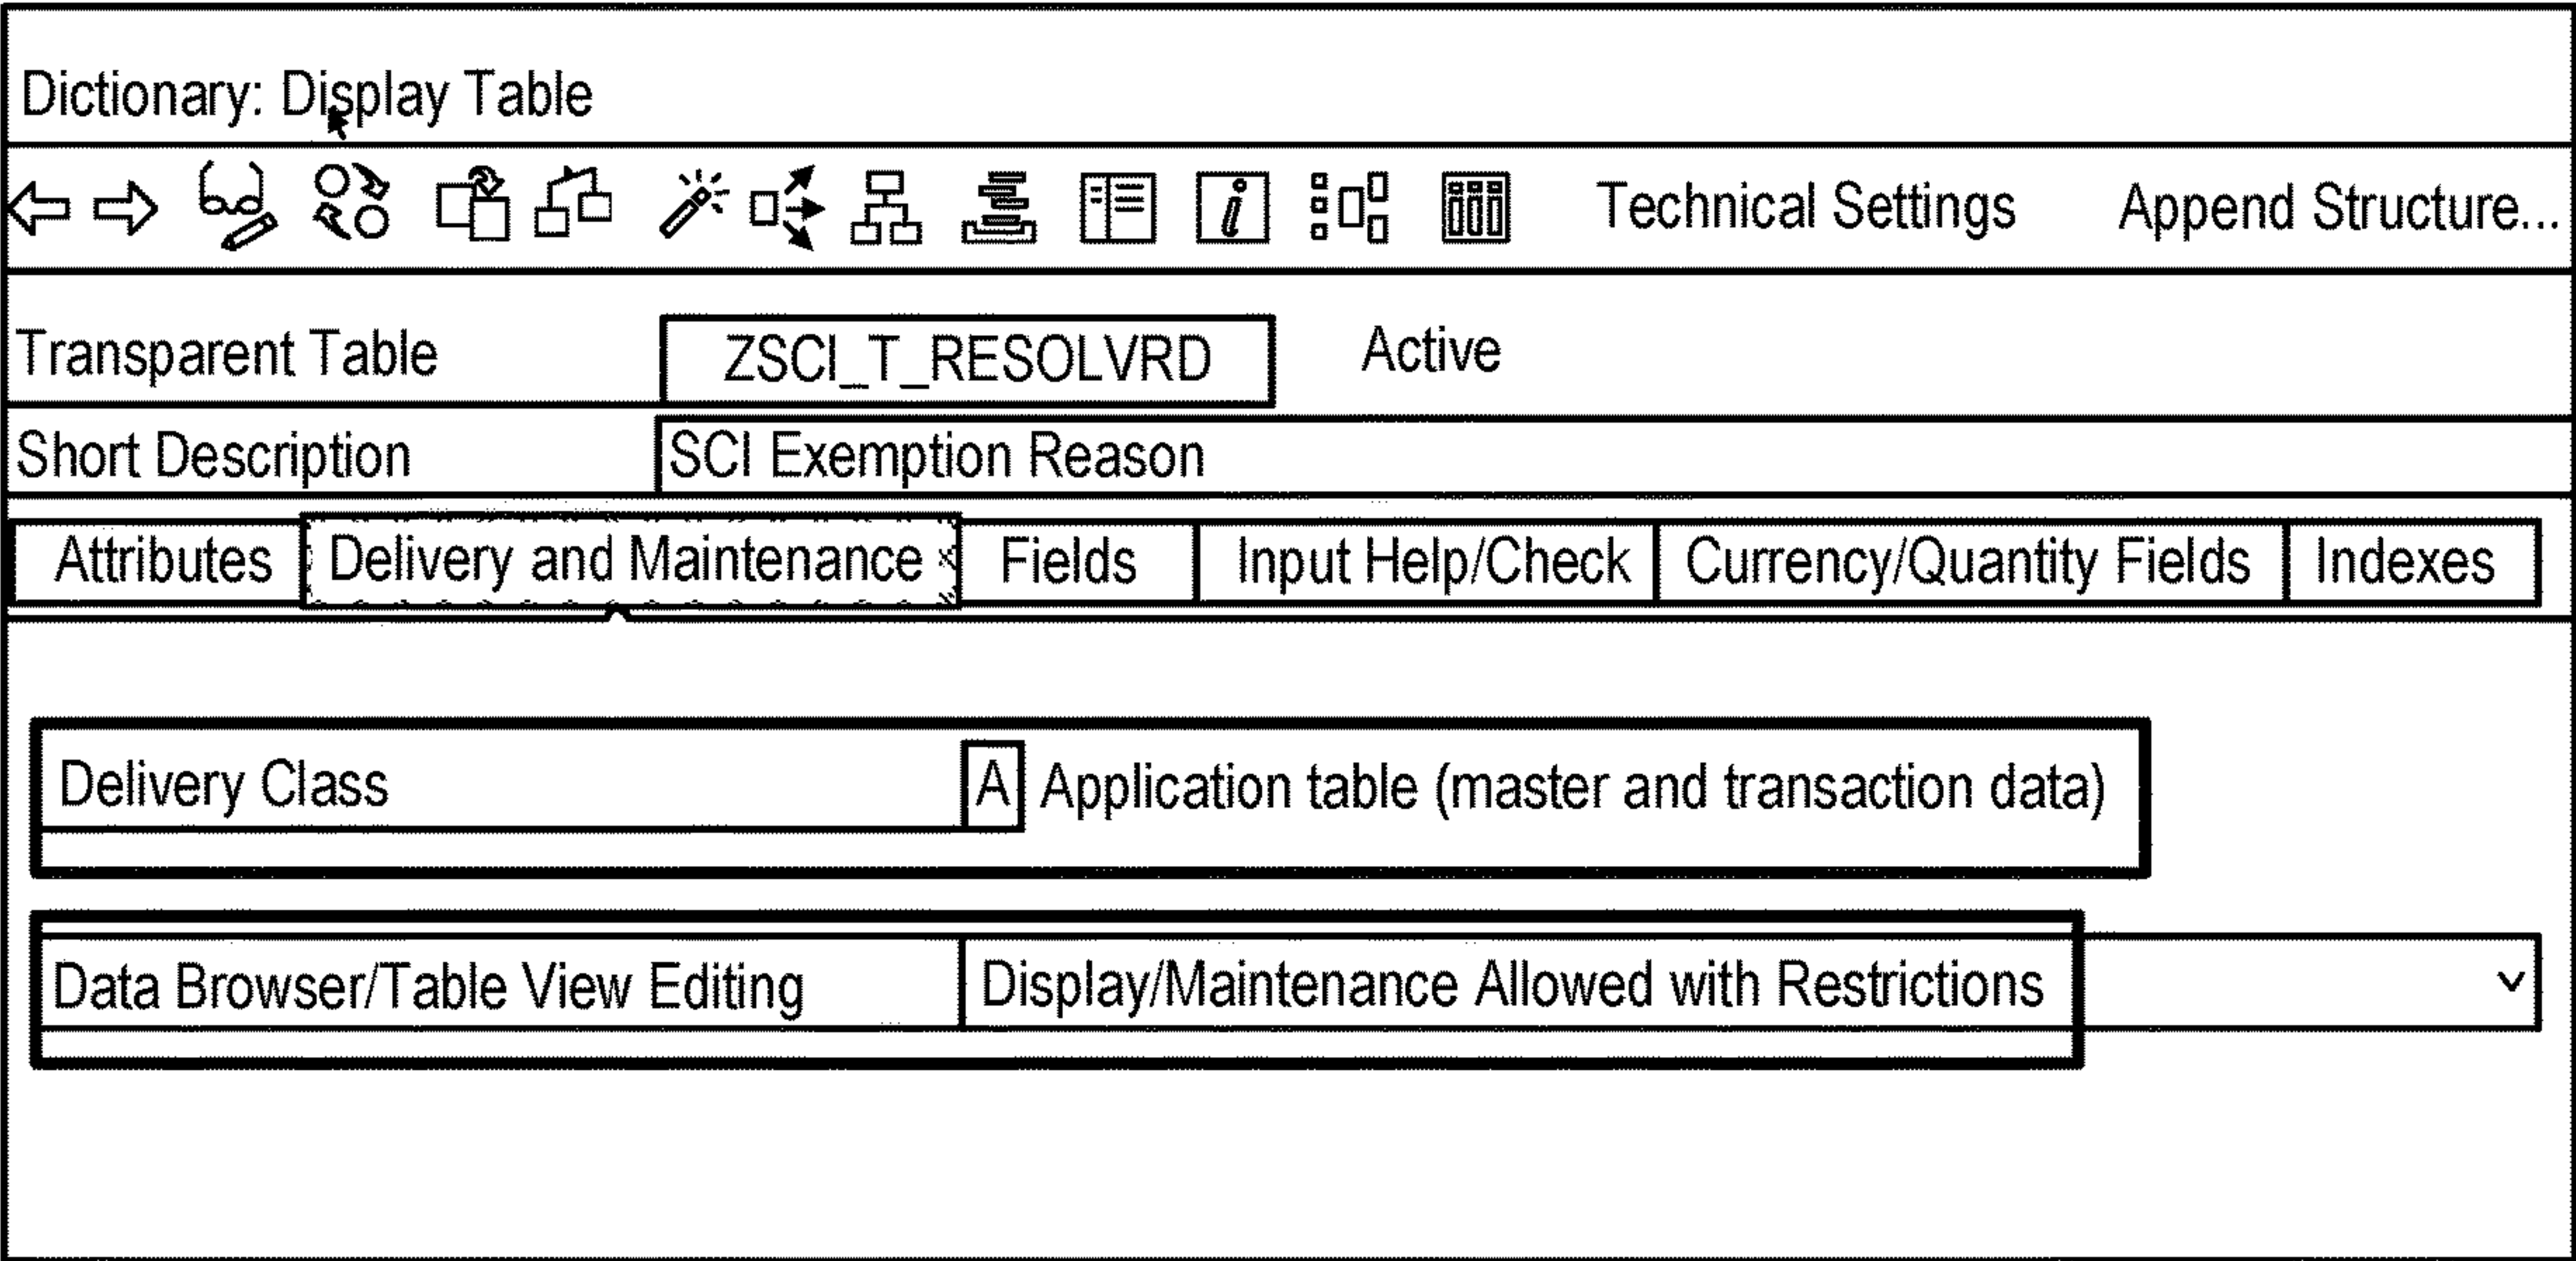 Dictionary: Display Table
Technical Settings Append Structure...
Transparent Table ZSCI_T_RESOLVRD Active
Short Description SCI Exemption Reason
Attributes Delivery and Maintenance Fields Input Help/Check Currency/Quantity Fields Indexes
Delivery Class A Application table (master and transaction data)
Data Browser/Table View Editing Display/Maintenance Allowed with Restrictions